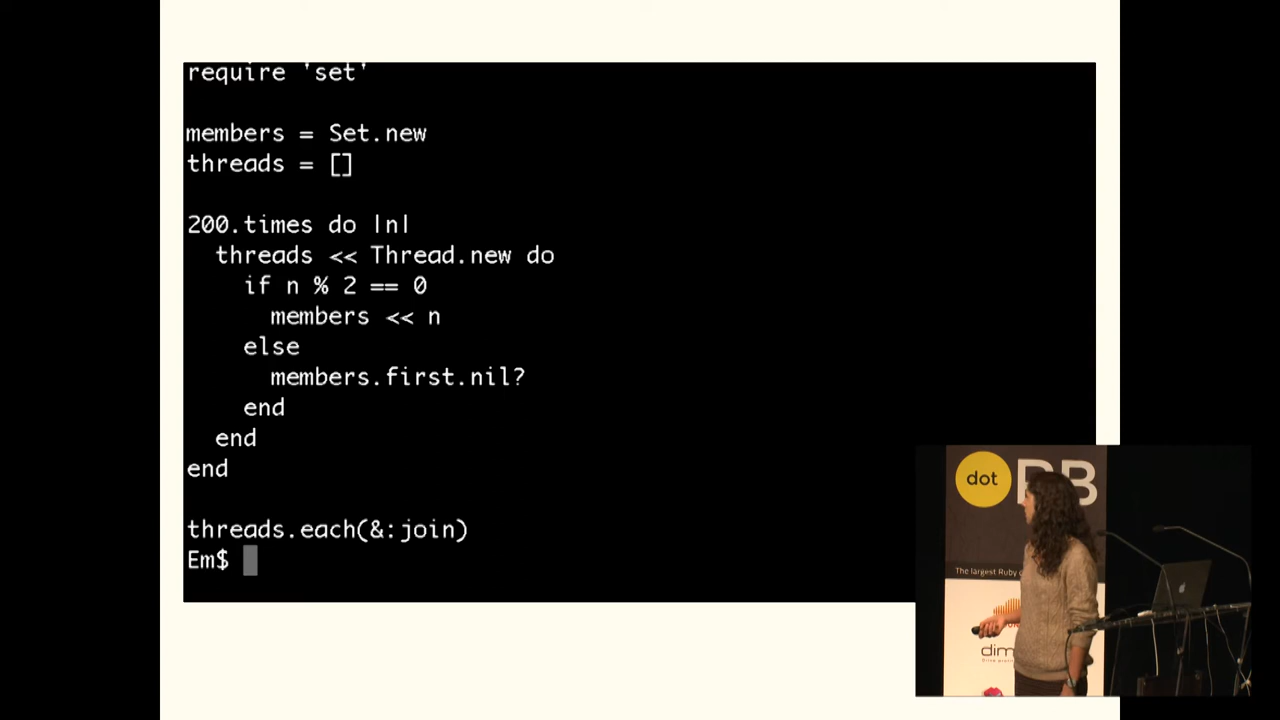 require 'set'
members = Set.new
threads = []
200.times do |n|
  threads << Thread.new do
    if n % 2 == 0
      members << n
    else
      members.first.nil?
    end
  end
end
threads.each(&:join)
Em$
dot
The largest Ruby
dim